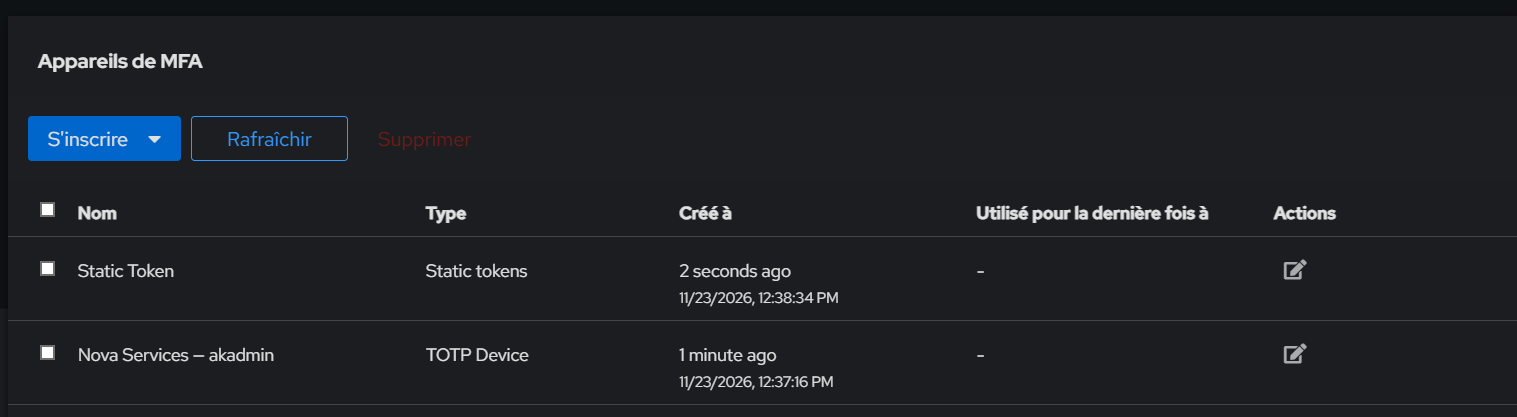 Appareils de MFA
S'inscrire Rafraîchir Supprimer
Nom Type Créé à Utilisé pour la dernière fois à Actions
Static Token Static tokens 2 seconds ago -
11/23/2026, 12:38:34 PM
Nova Services – akadmin TOTP Device 1 minute ago -
11/23/2026, 12:37:16 PM